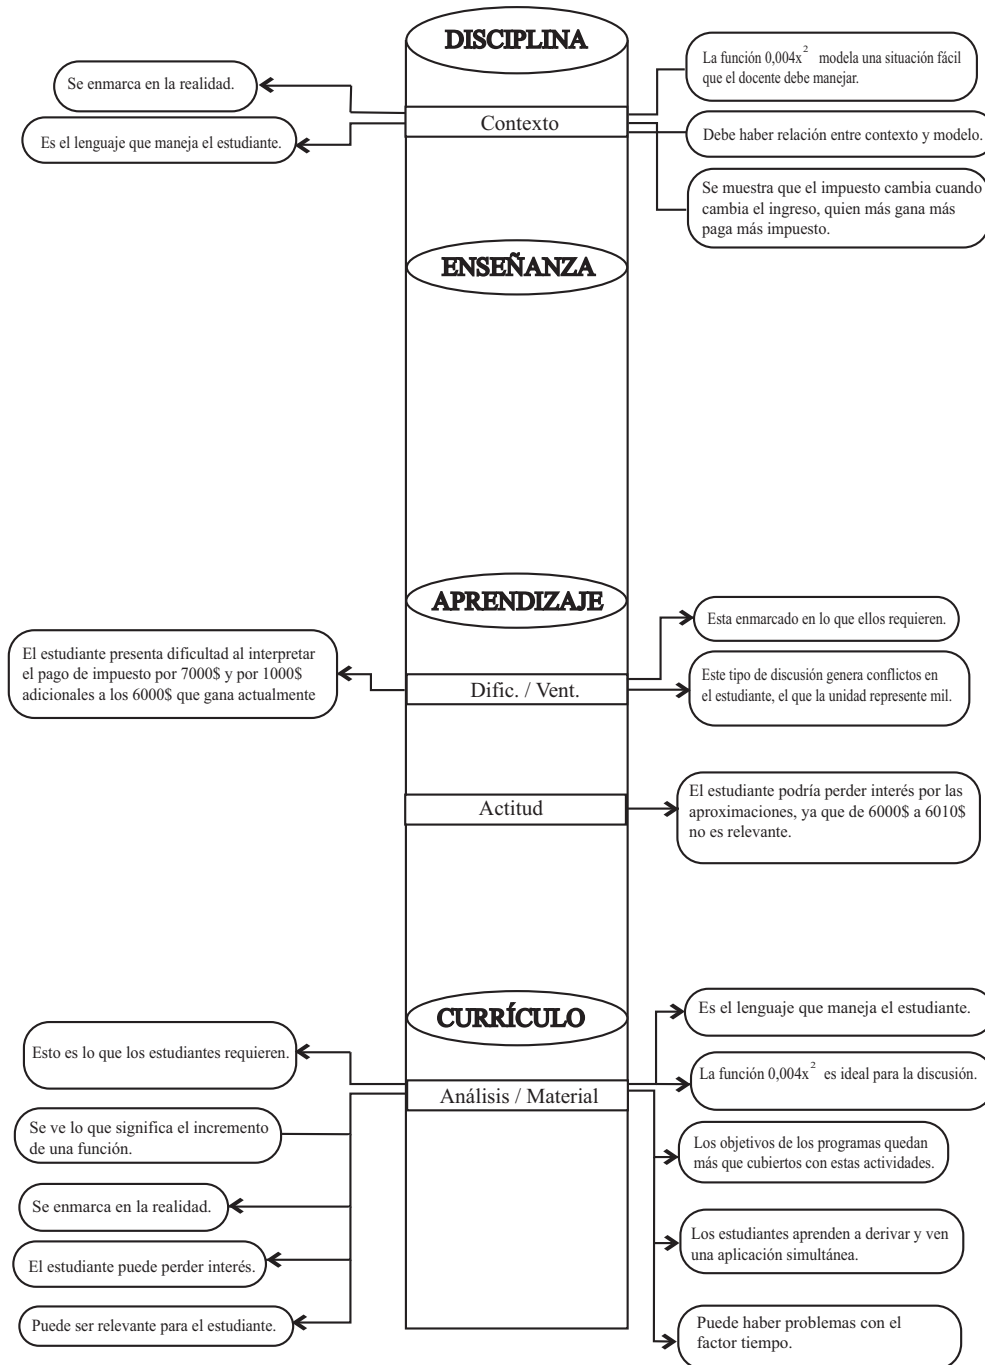 DISCIPLINA
Se enmarca en la realidad.
Es el lenguaje que maneja el estudiante.
Contexto
La función 0,004x² modela una situación fácil
que el docente debe manejar.
Debe haber relación entre contexto y modelo.
Se muestra que el impuesto cambia cuando
cambia el ingreso, quien más gana más
paga más impuesto.
ENSEÑANZA
APRENDIZAJE
El estudiante presenta dificultad al interpretar
el pago de impuesto por 7000$ y por 1000$
adicionales a los 6000$ que gana actualmente
Dific. / Vent.
Esta enmarcado en lo que ellos requieren.
Este tipo de discusión genera conflictos en
el estudiante, el que la unidad represente mil.
Actitud
El estudiante podría perder interés por las
aproximaciones, ya que de 6000$ a 6010$
no es relevante.
CURRÍCULO
Esto es lo que los estudiantes requieren.
Se ve lo que significa el incremento
de una función.
Se enmarca en la realidad.
El estudiante puede perder interés.
Puede ser relevante para el estudiante.
Análisis / Material
Es el lenguaje que maneja el estudiante.
La función 0,004x² es ideal para la discusión.
Los objetivos de los programas quedan
más que cubiertos con estas actividades.
Los estudiantes aprenden a derivar y ven
una aplicación simultánea.
Puede haber problemas con el
factor tiempo.